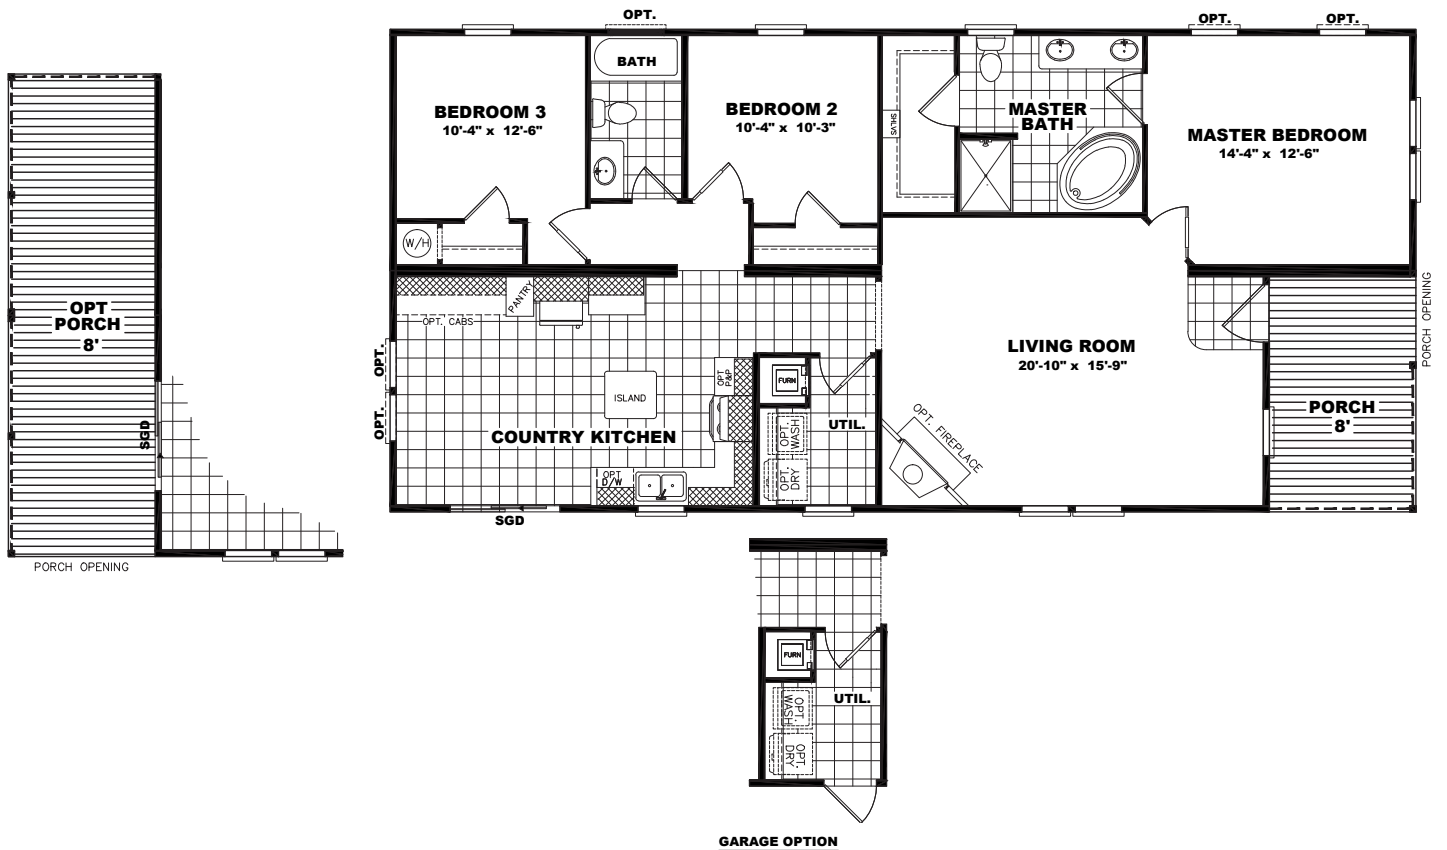 OPT.
OPT.
OPT.
BATH
BEDROOM 3
10'-4" x 12'-6"
BEDROOM 2
10'-4" x 10'-3"
SHLVS
MASTER
BATH
MASTER BEDROOM
14'-4" x 12'-6"
W/H
OPT
PORCH
8'
SGD
PORCH OPENING
PANTRY
OPT. CABS
OPT.
OPT.
ISLAND
OPT
P&P
COUNTRY KITCHEN
OPT
D/W
SGD
FURN
UTIL.
OPT.
WASH
OPT.
DRY
LIVING ROOM
20'-10" x 15'-9"
OPT. FIREPLACE
PORCH
8'
PORCH OPENING
FURN
UTIL.
OPT.
WASH
OPT.
DRY
GARAGE OPTION